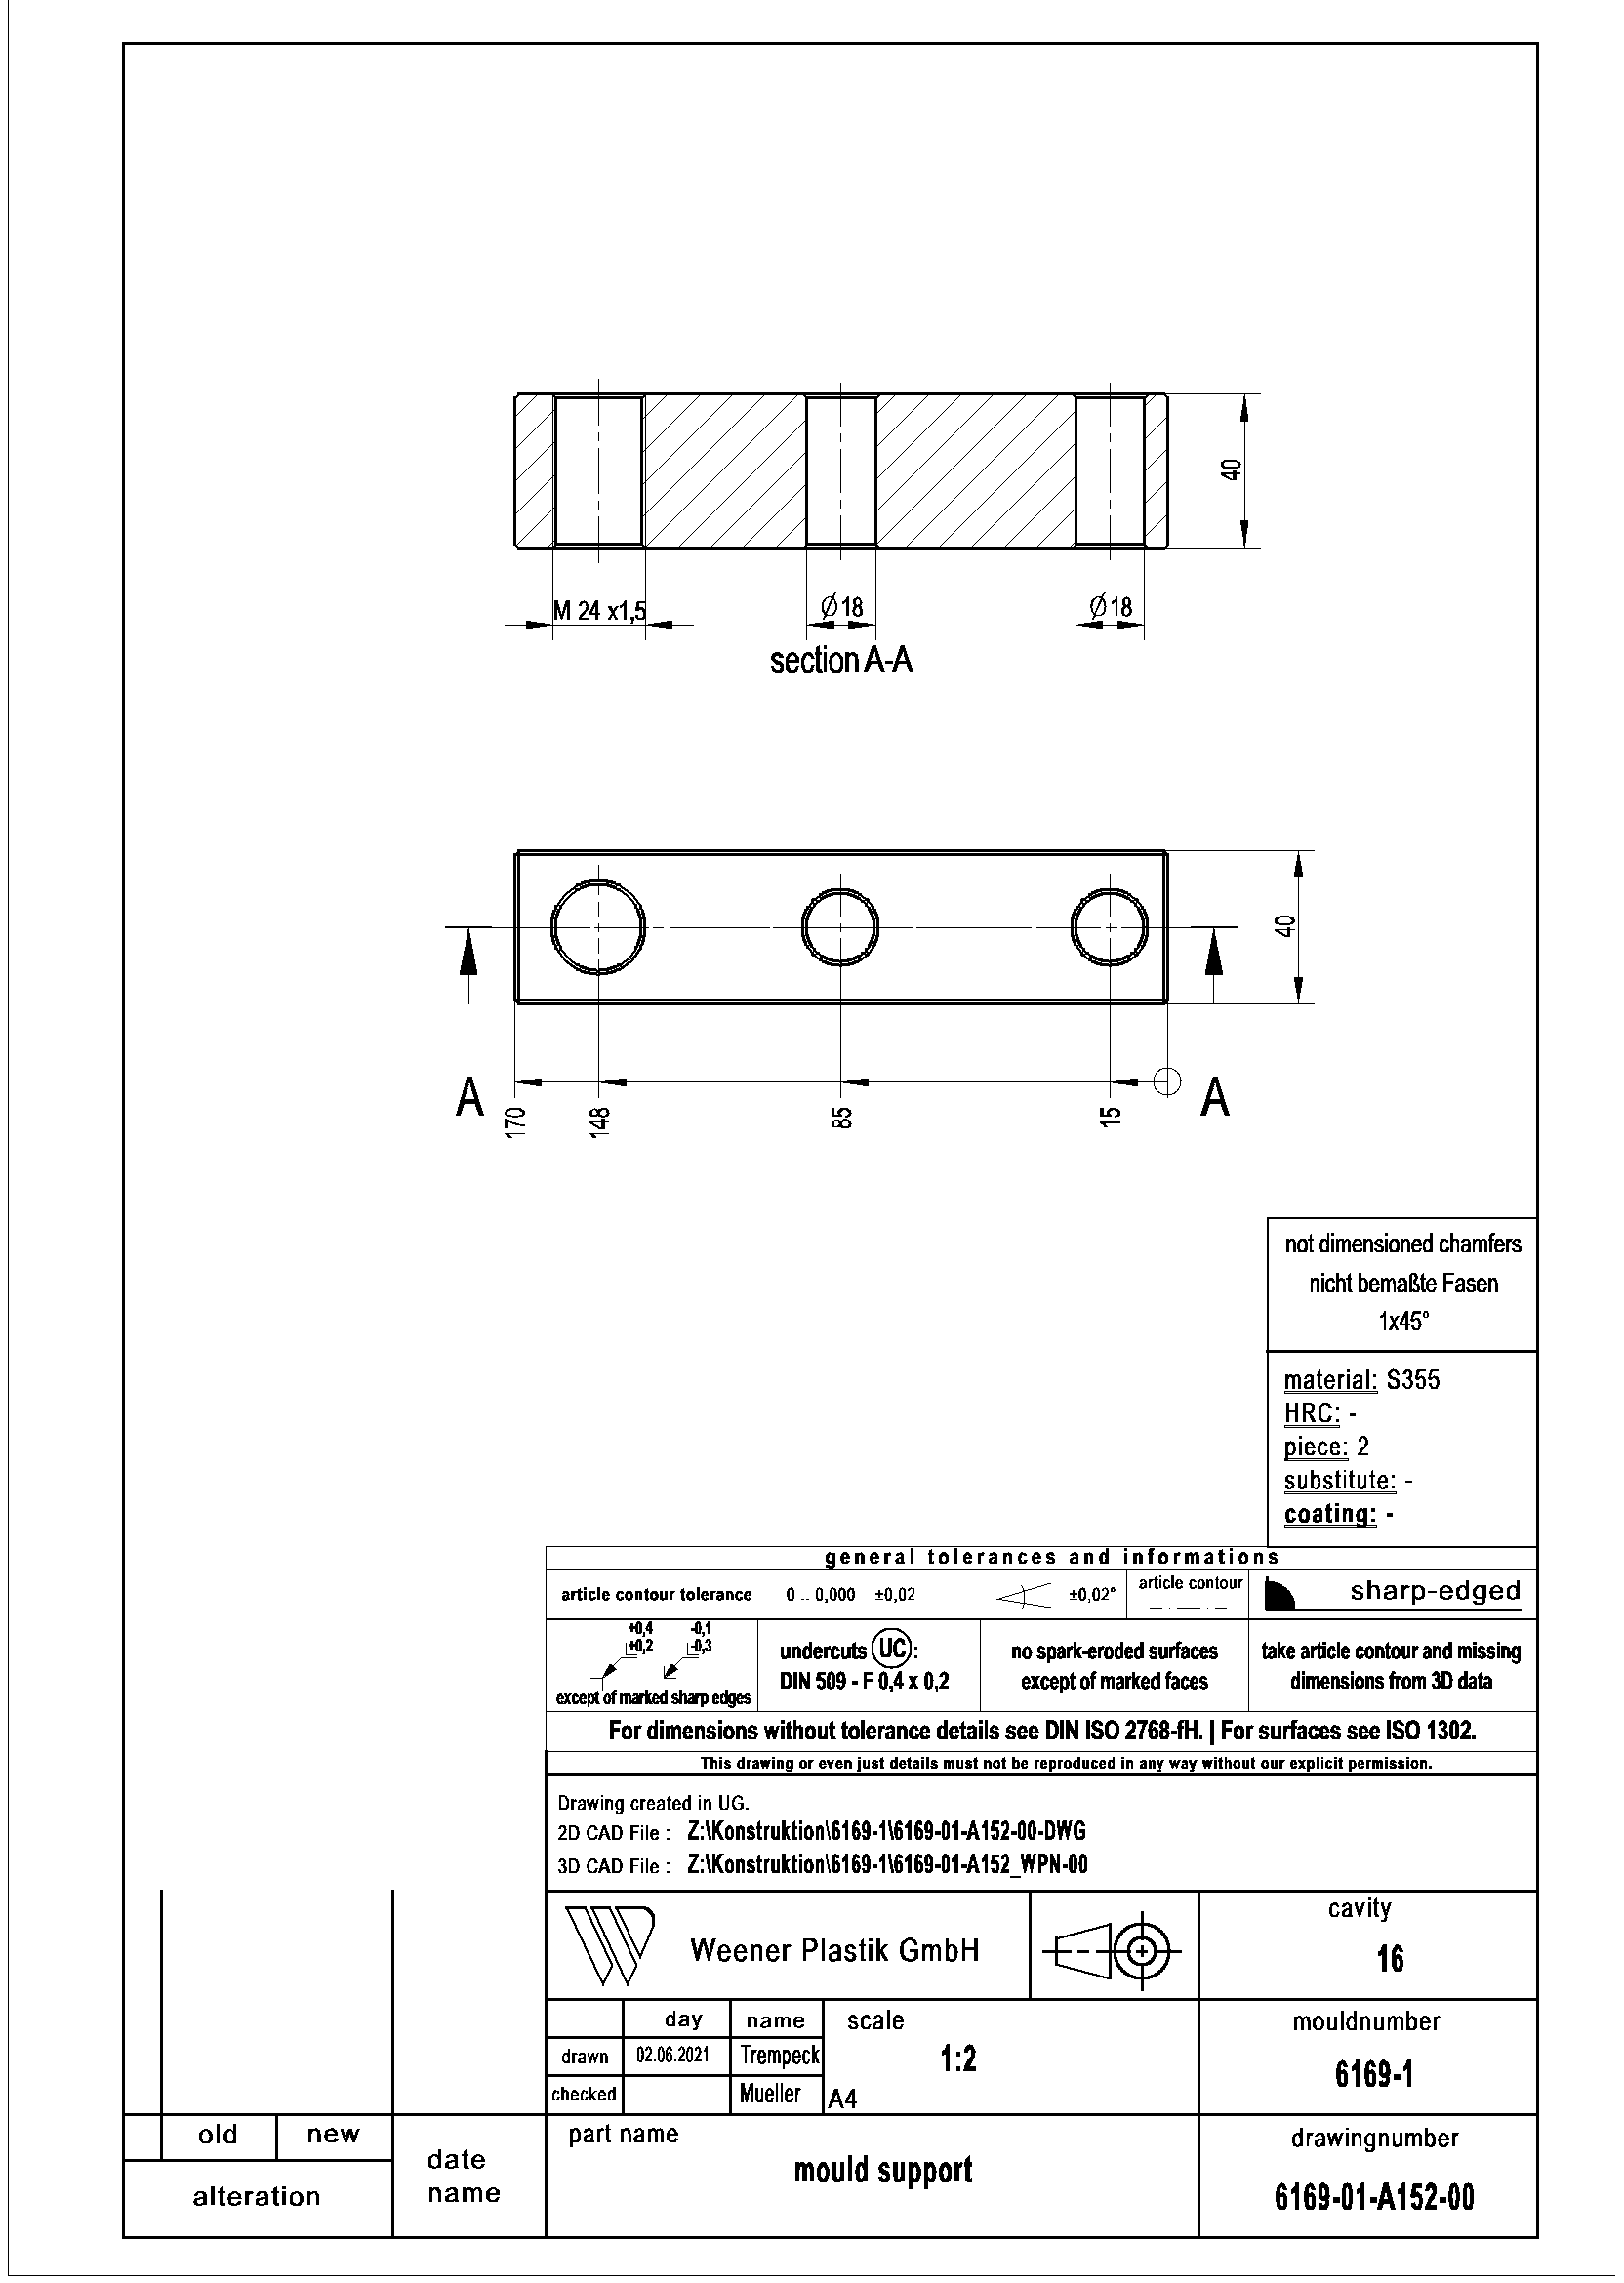 40
M 24 x1,5
Ø18
Ø18
section A-A
40
A
A
170
148
85
15
not dimensioned chamfers
nicht bemaßte Fasen
1x45°
material: S355
HRC: -
piece: 2
substitute: -
coating: -
general tolerances and informations
article contour tolerance 0 .. 0,000 ±0,02 ±0,02° article contour sharp-edged
+0,4 -0,1
+0,2 -0,3
except of marked sharp edges
undercuts UC:
DIN 509 - F 0,4 x 0,2
no spark-eroded surfaces
except of marked faces
take article contour and missing
dimensions from 3D data
For dimensions without tolerance details see DIN ISO 2768-fH. | For surfaces see ISO 1302.
This drawing or even just details must not be reproduced in any way without our explicit permission.
Drawing created in UG.
2D CAD File : Z:\Konstruktion\6169-1\6169-01-A152-00-DWG
3D CAD File : Z:\Konstruktion\6169-1\6169-01-A152_WPN-00
Weener Plastik GmbH
cavity
16
day name scale
drawn 02.06.2021 Trempeck 1:2
checked Mueller A4
mouldnumber
6169-1
old new
alteration
date
name
part name
mould support
drawingnumber
6169-01-A152-00